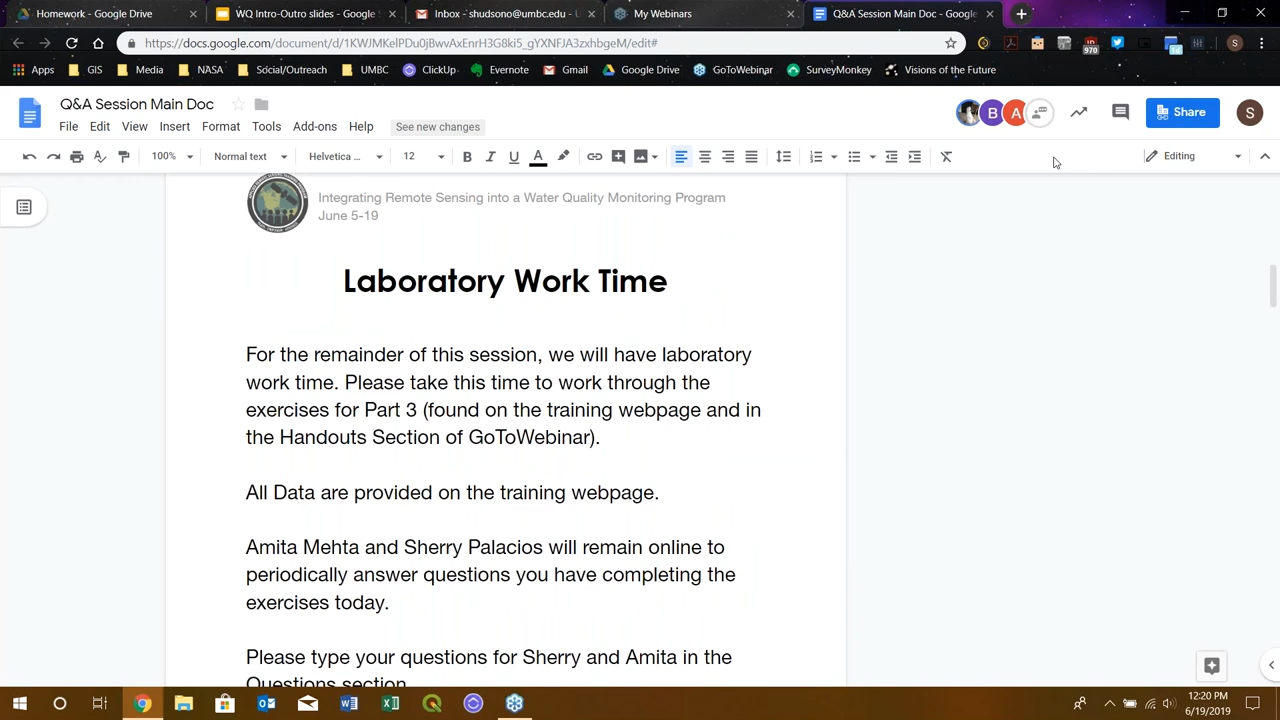 Homework - Google Drive
WQ Intro-Outro slides - Google S
Inbox - shudsono@umbc.edu - U
My Webinars
Q&A Session Main Doc - Google
https://docs.google.com/document/d/1KWJMKelPDu0jBwvAxEnrH3G8ki5_gYXNFJA3zxhbgeM/edit#
970
S
Apps
GIS
Media
NASA
Social/Outreach
UMBC
ClickUp
Evernote
Gmail
Google Drive
GoToWebinar
SurveyMonkey
Visions of the Future
Q&A Session Main Doc
B
A
Share
S
File
Edit
View
Insert
Format
Tools
Add-ons
Help
See new changes
100%
Normal text
Helvetica ...
12
B
I
U
A
Editing
Integrating Remote Sensing into a Water Quality Monitoring Program
June 5-19
Laboratory Work Time
For the remainder of this session, we will have laboratory
work time. Please take this time to work through the
exercises for Part 3 (found on the training webpage and in
the Handouts Section of GoToWebinar).
All Data are provided on the training webpage.
Amita Mehta and Sherry Palacios will remain online to
periodically answer questions you have completing the
exercises today.
Please type your questions for Sherry and Amita in the
Questions section
12:20 PM
6/19/2019